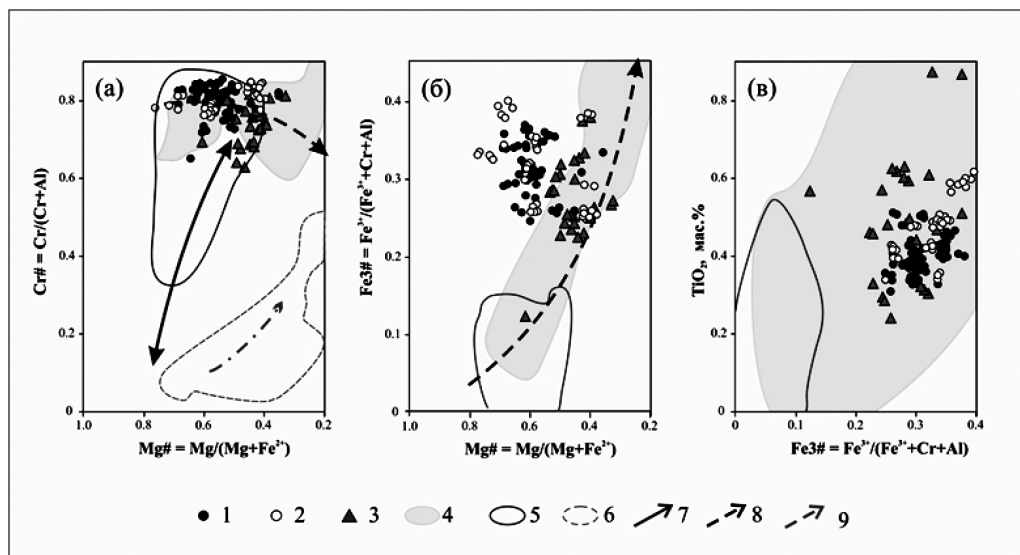 (а)
Cr# = Cr/(Cr+Al)
0.8
0.6
0.4
0.2
0
1.0 0.8 0.6 0.4 0.2
Mg# = Mg/(Mg+Fe²⁺)
(б)
Fe3# = Fe³⁺/(Fe³⁺+Cr+Al)
0.4
0.3
0.2
0.1
0
1.0 0.8 0.6 0.4 0.2
Mg# = Mg/(Mg+Fe²⁺)
(в)
TiO₂, мас.%
0.8
0.6
0.4
0.2
0
0 0.2 0.4
Fe3# = Fe³⁺/(Fe³⁺+Cr+Al)
1 2 3 4 5 6 7 8 9